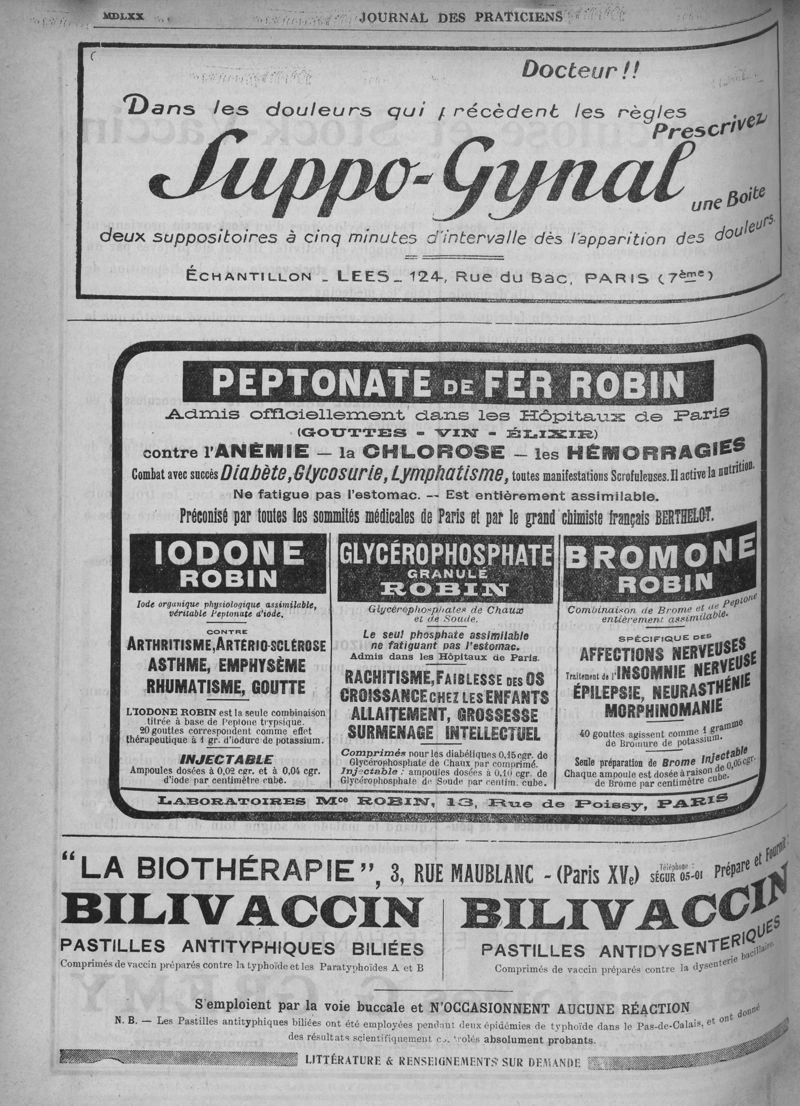 MDLXX
JOURNAL DES PRATICIENS
Docteur!!
Dans les douleurs qui précèdent les règles
Prescrivez
Suppo-Gynal
une Boite
deux suppositoires à cinq minutes d'intervalle dès l'apparition des douleurs.
ÉCHANTILLON _ LEES _ 124, Rue du Bac, PARIS (7ème)
PEPTONATE DE FER ROBIN
Admis officiellement dans les Hôpitaux de Paris
(GOUTTES - VIN - ÉLIXIR)
contre l'ANÉMIE — la CHLOROSE — les HÉMORRAGIES
Combat avec succès Diabète, Glycosurie, Lymphatisme, toutes manifestations Scrofuleuses. Il active la nutrition.
Ne fatigue pas l'estomac. -- Est entièrement assimilable.
Préconisé par toutes les sommités médicales de Paris et par le grand chimiste français BERTHELOT.
IODONE
ROBIN
Iode organique physiologique assimilable,
véritable Peptonate d'iode.
CONTRE
ARTHRITISME, ARTÉRIO-SCLÉROSE
ASTHME, EMPHYSÈME
RHUMATISME, GOUTTE
L'IODONE ROBIN est la seule combinaison
titrée à base de Peptone trypsique.
20 gouttes correspondent comme effet
thérapeutique à 1 gr. d'iodure de potassium.
INJECTABLE
Ampoules dosées à 0,02 cgr. et à 0,04 cgr.
d'iode par centimètre cube.
GLYCÉROPHOSPHATE
GRANULÉ
ROBIN
Glycérophosphates de Chaux
et de Soude.
Le seul phosphate assimilable
ne fatiguant pas l'estomac.
Admis dans les Hôpitaux de Paris.
RACHITISME, FAIBLESSE DES OS
CROISSANCE CHEZ LES ENFANTS
ALLAITEMENT, GROSSESSE
SURMENAGE INTELLECTUEL
Comprimés pour les diabétiques 0,15 cgr. de
Glycérophosphate de Chaux par comprimé.
Injectable : ampoules dosées à 0,10 cgr. de
Glycérophosphate de Soude par centim. cube.
BROMONE
ROBIN
Combinaison de Brome et de Peptone
entièrement assimilable.
SPÉCIFIQUE DES
AFFECTIONS NERVEUSES
Traitement de l'INSOMNIE NERVEUSE
ÉPILEPSIE, NEURASTHÉNIE
MORPHINOMANIE
40 gouttes agissent comme 1 gramme
de Bromure de potassium.
Seule préparation de Brome Injectable
Chaque ampoule est dosée à raison de 0,05 cgr.
de Brome par centimètre cube.
LABORATOIRES Mce ROBIN, 13, Rue de Poissy, PARIS
"LA BIOTHÉRAPIE", 3, RUE MAUBLANC - (Paris XVe) Téléphone : SÉGUR 05-01 Prépare et Fournit :
BILIVACCIN
PASTILLES ANTITYPHIQUES BILIÉES
Comprimés de vaccin préparés contre la typhoïde et les Paratyphoïdes A et B
BILIVACCIN
PASTILLES ANTIDYSENTERIQUES
Comprimés de vaccin préparés contre la dysenterie bacillaire.
S'emploient par la voie buccale et N'OCCASIONNENT AUCUNE RÉACTION
N. B. — Les Pastilles antityphiques biliées ont été employées pendant deux épidémies de typhoïde dans le Pas-de-Calais, et ont donné
des résultats scientifiquement controlés absolument probants.
LITTÉRATURE & RENSEIGNEMENTS SUR DEMANDE